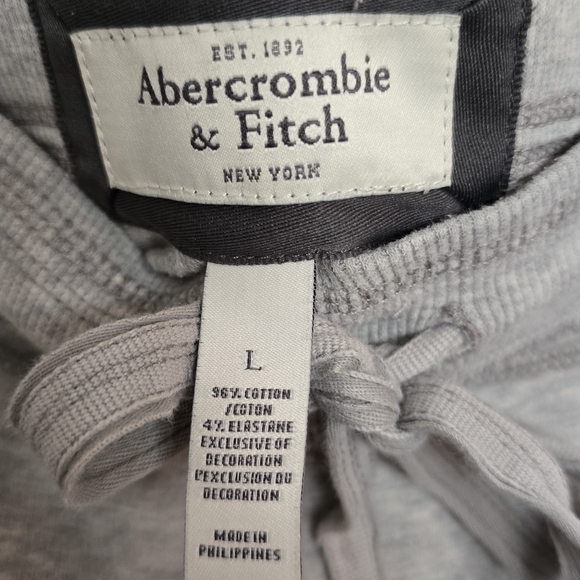 EST. 1892
Abercrombie
& Fitch
NEW YORK
L
96% COTTON
/COTON
4% ELASTANE
EXCLUSIVE OF
DECORATION
L'EXCLUSION DU
DECORATION
MADE IN
PHILIPPINES